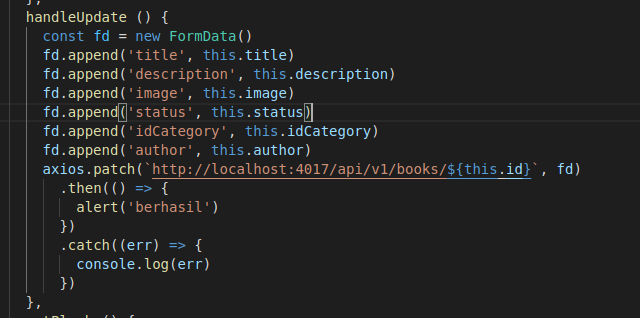 },
handleUpdate () {
const fd = new FormData()
fd.append('title', this.title)
fd.append('description', this.description)
fd.append('image', this.image)
fd.append('status', this.status)
fd.append('idCategory', this.idCategory)
fd.append('author', this.author)
axios.patch(`http://localhost:4017/api/v1/books/${this.id}`, fd)
.then(() => {
alert('berhasil')
})
.catch((err) => {
console.log(err)
})
},